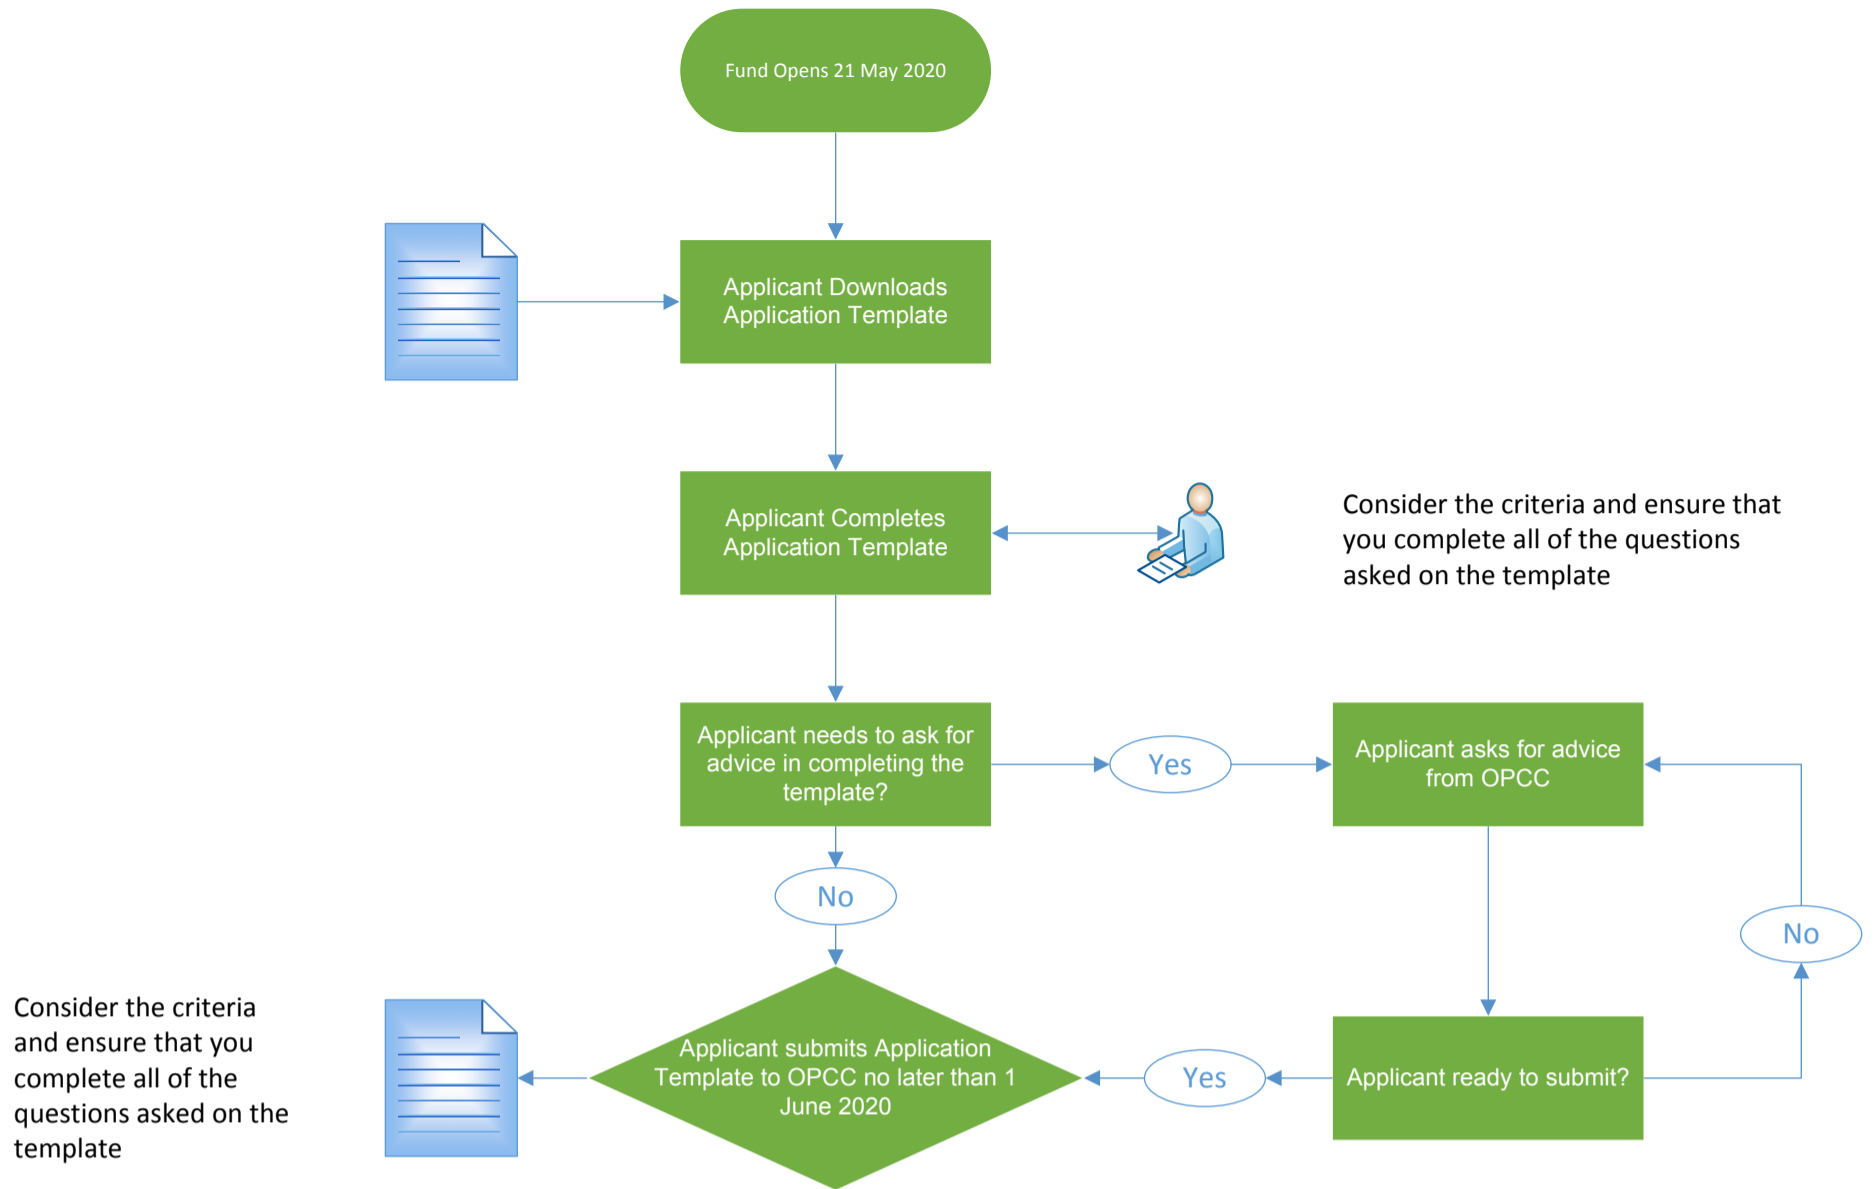 Fund Opens 21 May 2020
Applicant Downloads
Application Template
Applicant Completes
Application Template
Consider the criteria and ensure that
you complete all of the questions
asked on the template
Applicant needs to ask for
advice in completing the
template?
Yes
Applicant asks for advice
from OPCC
No
No
Consider the criteria
and ensure that you
complete all of the
questions asked on the
template
Applicant submits Application
Template to OPCC no later than 1
June 2020
Yes
Applicant ready to submit?